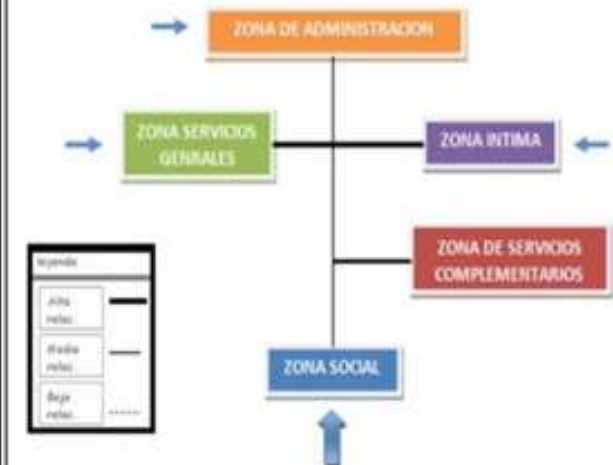 ZONA DE ADMINISTRACION
ZONA SERVICIOS
GENRALES
ZONA INTIMA
ZONA DE SERVICIOS
COMPLEMENTARIOS
ZONA SOCIAL
leyenda
Alta
relac.
Media
relac.
Baja
relac.